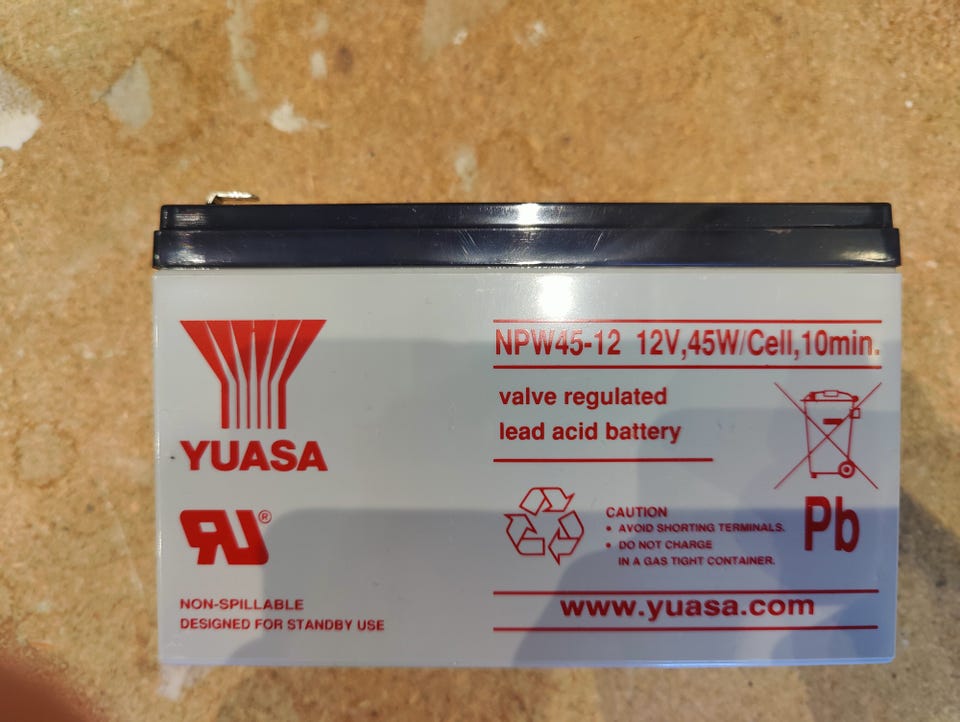 YUASA
NPW45-12 12V,45W/Cell,10min.
valve regulated
lead acid battery
CAUTION
• AVOID SHORTING TERMINALS.
• DO NOT CHARGE
IN A GAS TIGHT CONTAINER.
Pb
RU®
NON-SPILLABLE
DESIGNED FOR STANDBY USE
www.yuasa.com